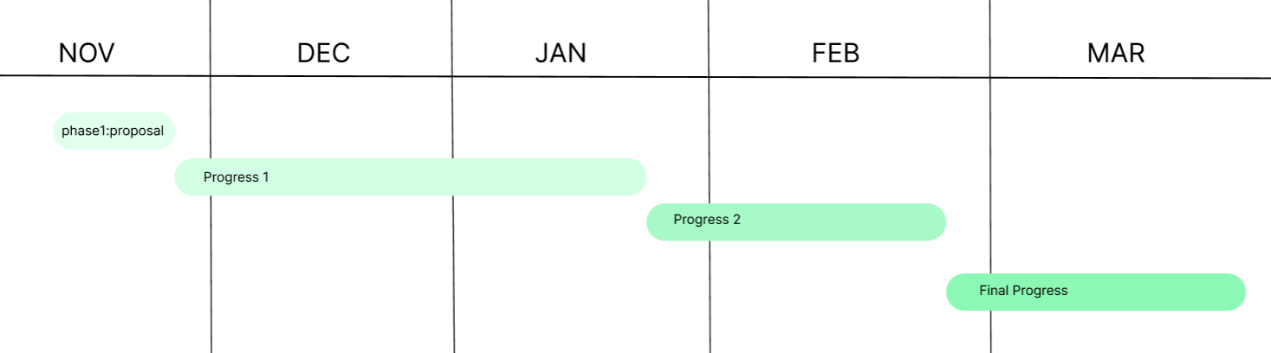 NOV DEC JAN FEB MAR
phase1:proposal
Progress 1
Progress 2
Final Progress